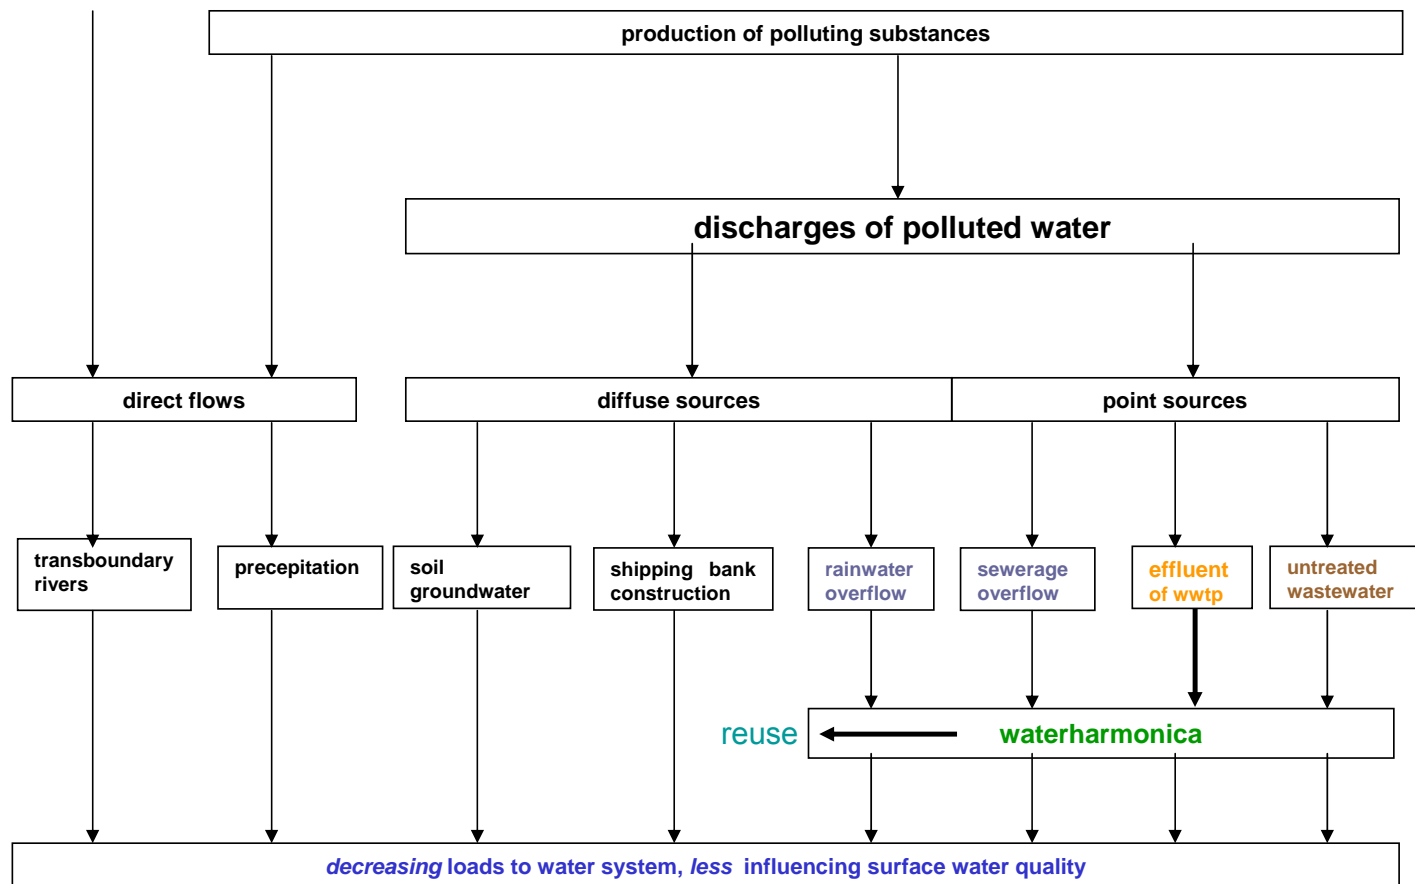 production of polluting substances
discharges of polluted water
direct flows
diffuse sources
point sources
transboundary
rivers
precepitation
soil
groundwater
shipping bank
construction
rainwater
overflow
sewerage
overflow
effluent
of wwtp
untreated
wastewater
reuse
waterharmonica
decreasing loads to water system, less influencing surface water quality